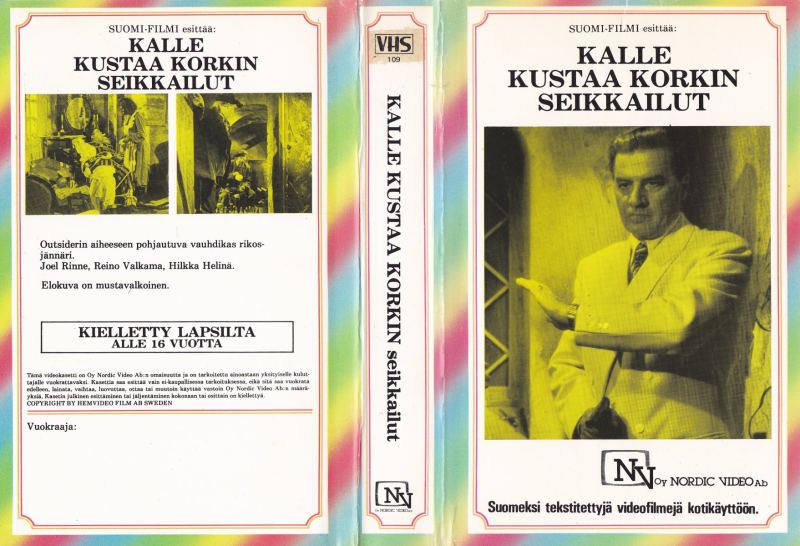 SUOMI-FILMI esittää:
KALLE
KUSTAA KORKIN
SEIKKAILUT
Outsiderin aiheeseen pohjautuva vauhdikas rikos-
jännäri.
Joel Rinne, Reino Valkama, Hilkka Helinä.
Elokuva on mustavalkoinen.
KIELLETTY LAPSILTA
ALLE 16 VUOTTA
Tämä videokasetti on Oy Nordic Video Ab:n omaisuutta ja on tarkoitettu ainoastaan yksityiselle kulut-
tajalle vuokrattavaksi. Kasettia saa esittää vain ei-kaupallisessa tarkoituksessa, eikä sitä saa vuokrata
edelleen, lainata, vaihtaa, luovuttaa, ottaa tai muutoin käyttää vastoin Oy Nordic Video Ab:n määrä-
yksiä. Kasetin julkinen esittäminen tai jäljentäminen kokonaan tai osittain on kiellettyä.
COPYRIGHT BY HEMVIDEO FILM AB SWEDEN
Vuokraaja:
VHS
109
KALLE KUSTAA KORKIN seikkailut
NV
Oy NORDIC VIDEO Ab
SUOMI-FILMI esittää:
KALLE
KUSTAA KORKIN
SEIKKAILUT
NV Oy NORDIC VIDEO Ab
Suomeksi tekstitettyjä videofilmejä kotikäyttöön.